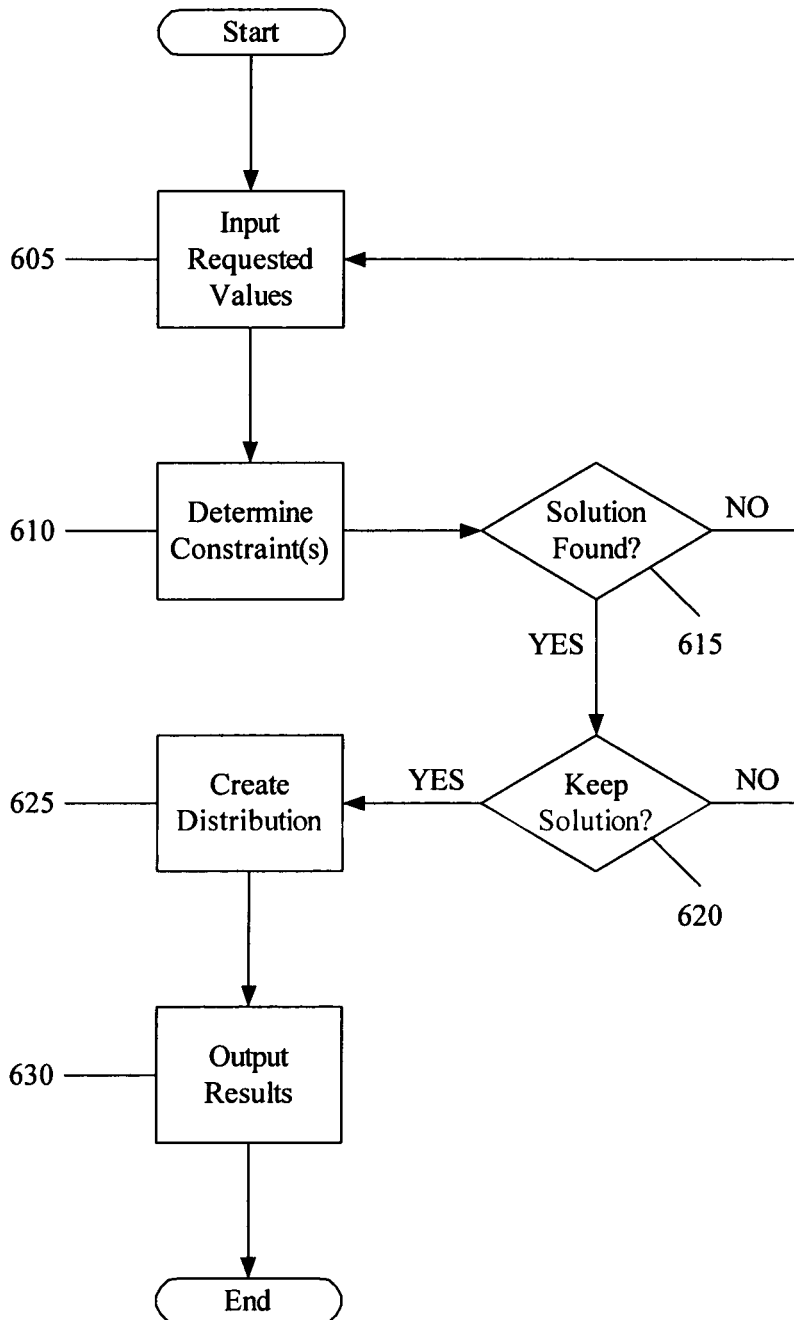 Start
605
Input
Requested
Values
610
Determine
Constraint(s)
Solution
Found?
NO
615
YES
625
Create
Distribution
YES
Keep
Solution?
NO
620
630
Output
Results
End